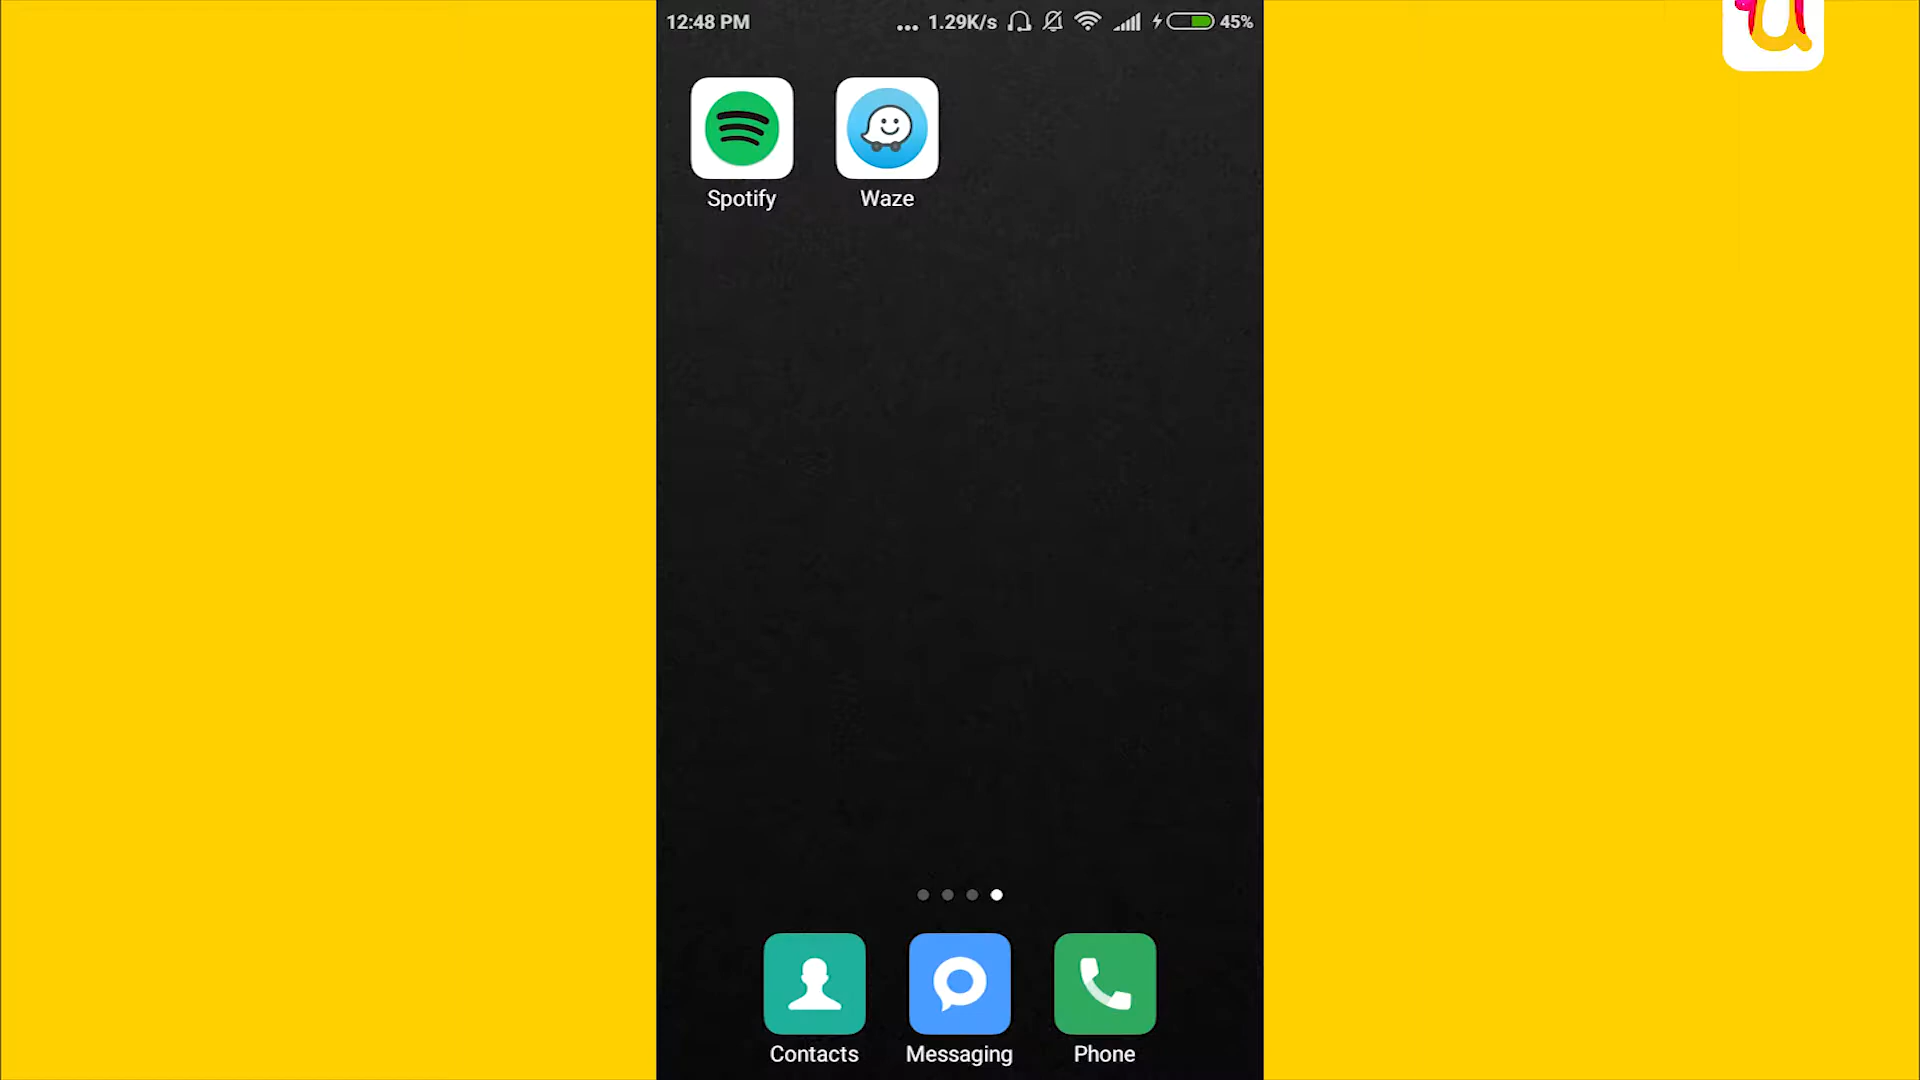 12:48 PM ... 1.29K/s 45%
u
Spotify Waze
Contacts Messaging Phone